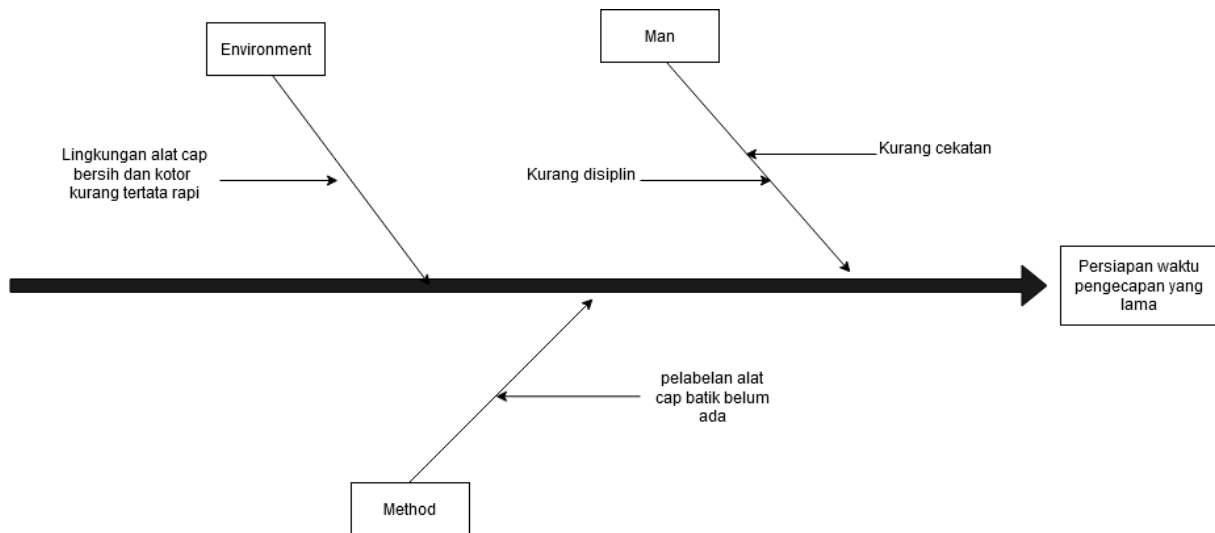 Environment
Man
Lingkungan alat cap
bersih dan kotor
kurang tertata rapi
Kurang disiplin
Kurang cekatan
Persiapan waktu
pengecapan yang
lama
pelabelan alat
cap batik belum
ada
Method